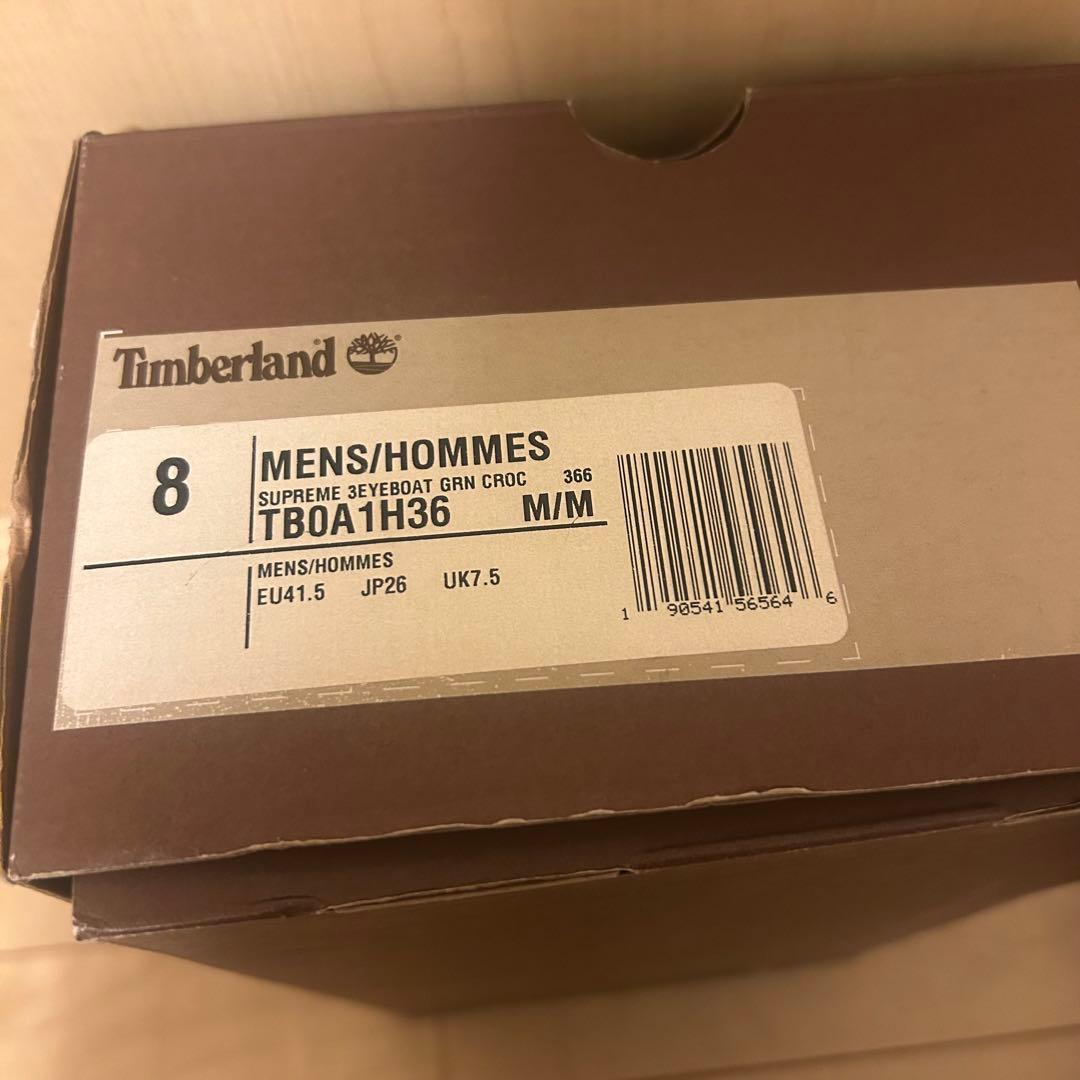 Timberland®
8
MENS/HOMMES
SUPREME 3EYEBOAT GRN CROC 366
TB0A1H36 M/M
MENS/HOMMES
EU41.5 JP26 UK7.5
1 90541 56564 6